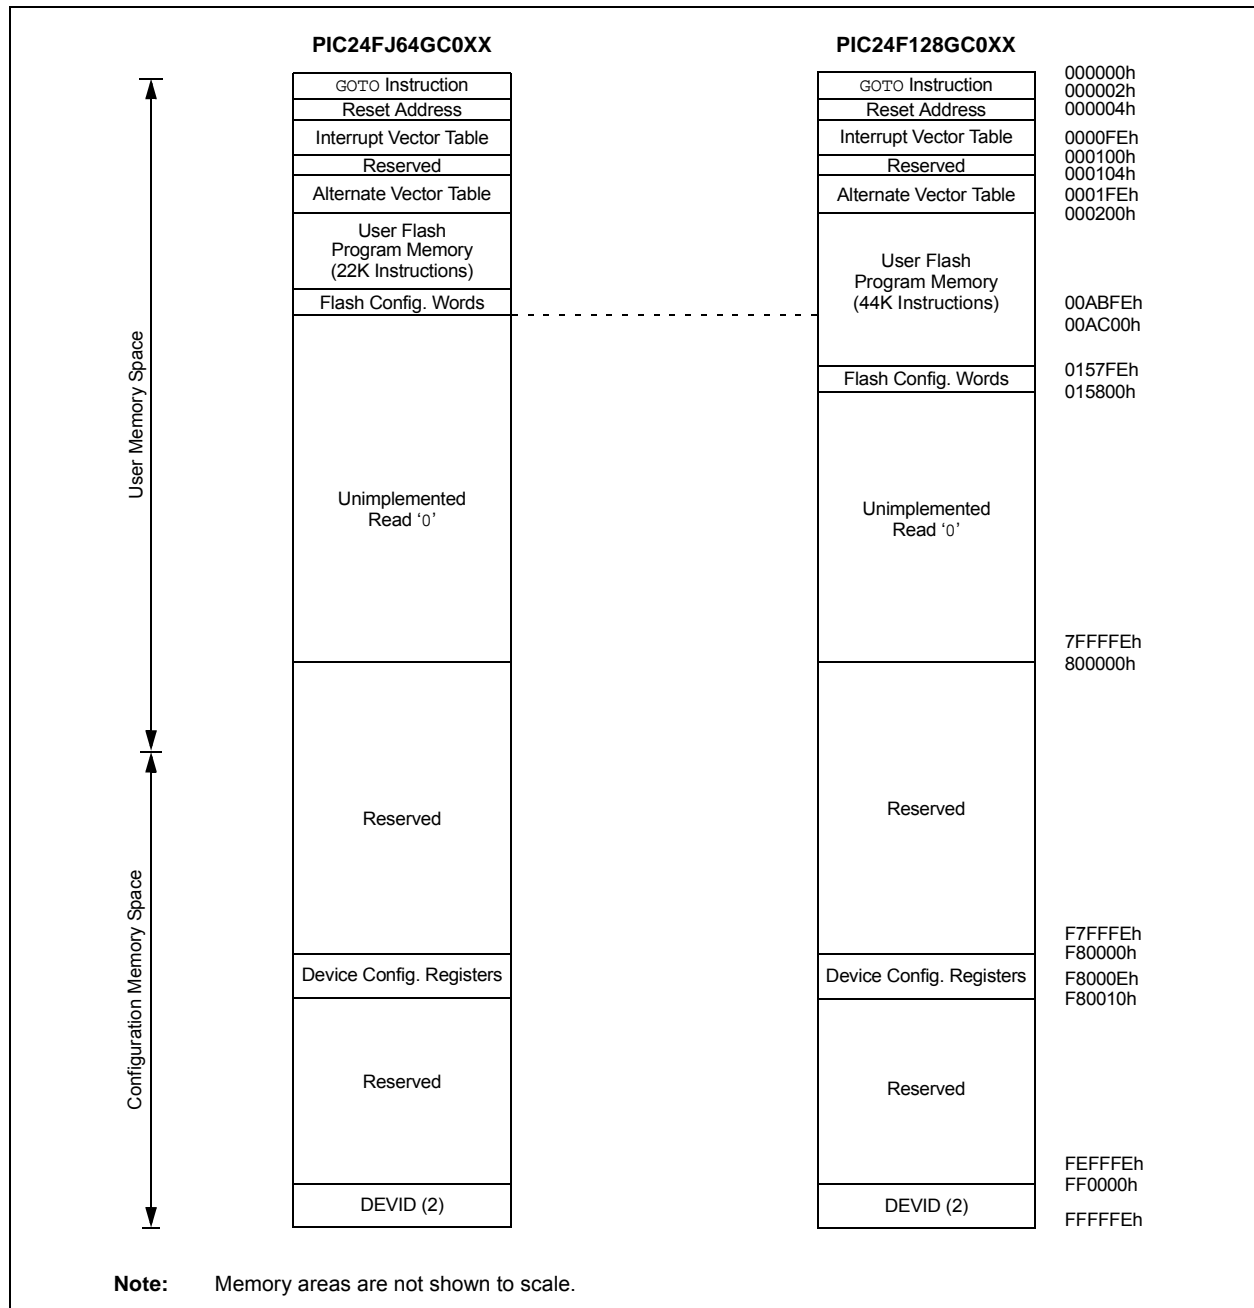 PIC24FJ64GC0XX
PIC24F128GC0XX
GOTO Instruction
Reset Address
Interrupt Vector Table
Reserved
Alternate Vector Table
User Flash
Program Memory
(22K Instructions)
Flash Config. Words
Unimplemented
Read ‘0’
Reserved
Device Config. Registers
Reserved
DEVID (2)
GOTO Instruction
Reset Address
Interrupt Vector Table
Reserved
Alternate Vector Table
User Flash
Program Memory
(44K Instructions)
Flash Config. Words
Unimplemented
Read ‘0’
Reserved
Device Config. Registers
Reserved
DEVID (2)
000000h
000002h
000004h
0000FEh
000100h
000104h
0001FEh
000200h
00ABFEh
00AC00h
0157FEh
015800h
7FFFFEh
800000h
F7FFFEh
F80000h
F8000Eh
F80010h
FEFFFEh
FF0000h
FFFFFEh
User Memory Space
Configuration Memory Space
Note: Memory areas are not shown to scale.